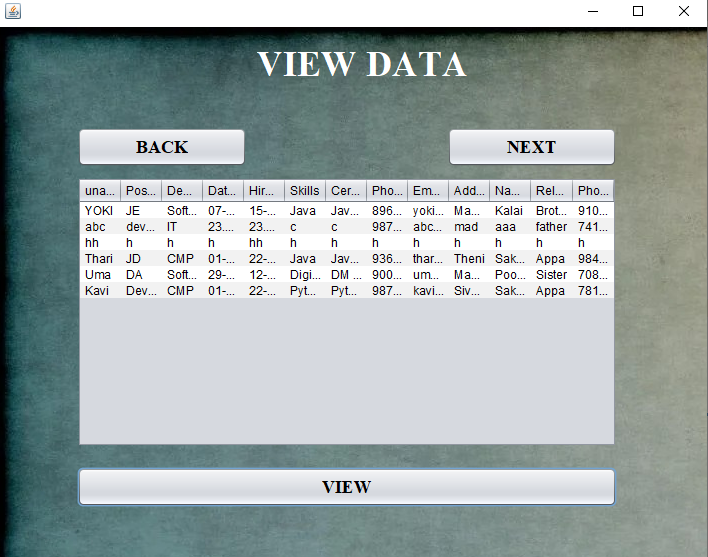 VIEW DATA
BACK NEXT
una... Pos... De... Dat... Hir... Skills Cer... Pho... Em... Add... Na... Rel... Pho...
YOKI JE Soft... 07-... 15-... Java Jav... 896... yoki... Ma... Kalai Brot... 910...
abc dev... IT 23.... 23.... c c 987... abc... mad aaa father 741...
hh h h h hh h h h h h h h h
Thari JD CMP 01-... 22-... Java Jav... 936... thar... Theni Sak... Appa 984...
Uma DA Soft... 29-... 12-... Digi... DM ... 900... um... Ma... Poo... Sister 708...
Kavi Dev... CMP 01-... 22-... Pyt... Pyt... 987... kavi... Siv... Sak... Appa 781...
VIEW